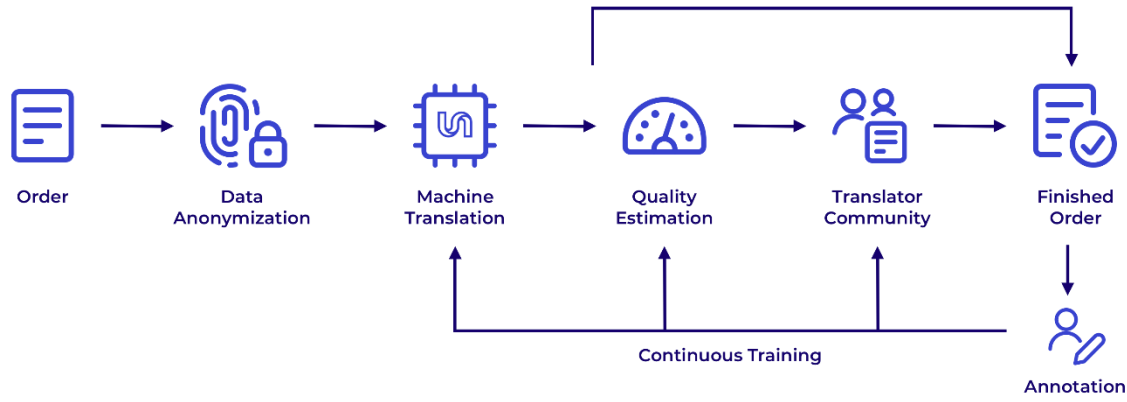 Order
Data
Anonymization
Machine
Translation
Quality
Estimation
Translator
Community
Finished
Order
Continuous Training
Annotation